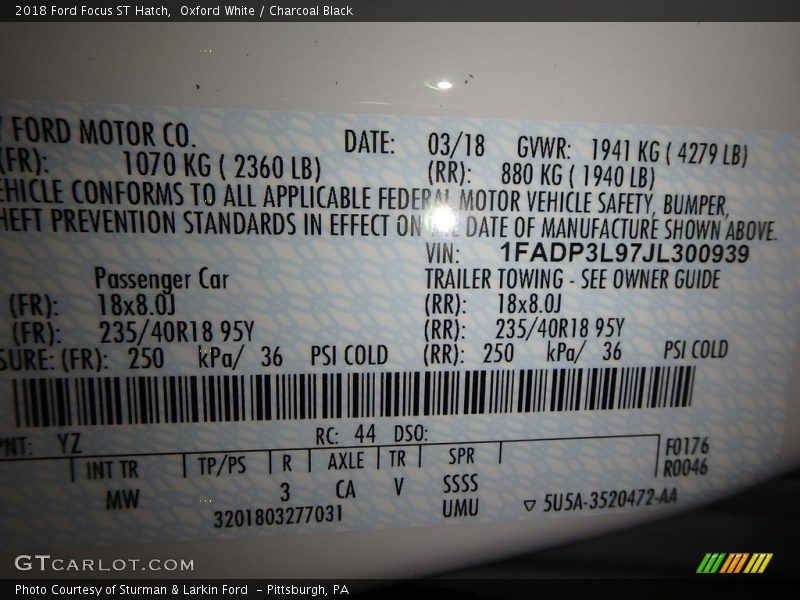 2018 Ford Focus ST Hatch, Oxford White / Charcoal Black
FORD MOTOR CO. DATE: 03/18 GVWR: 1941 KG ( 4279 LB)
(FR): 1070 KG ( 2360 LB) (RR): 880 KG ( 1940 LB)
EHICLE CONFORMS TO ALL APPLICABLE FEDERAL MOTOR VEHICLE SAFETY, BUMPER,
HEFT PREVENTION STANDARDS IN EFFECT ON DATE OF MANUFACTURE SHOWN ABOVE.
VIN: 1FADP3L97JL300939
Passenger Car TRAILER TOWING - SEE OWNER GUIDE
(FR): 18x8.0J (RR): 18x8.0J
(FR): 235/40R18 95Y (RR): 235/40R18 95Y
SURE: (FR): 250 kPa/ 36 PSI COLD (RR): 250 kPa/ 36 PSI COLD
PNT: YZ RC: 44 DSO: F0176
INT TR TP/PS R AXLE TR SPR R0046
MW 3 CA V SSSS
3201803277031 UMU ▽ 5U5A-3520472-AA
GTCARLOT.COM
Photo Courtesy of Sturman & Larkin Ford - Pittsburgh, PA